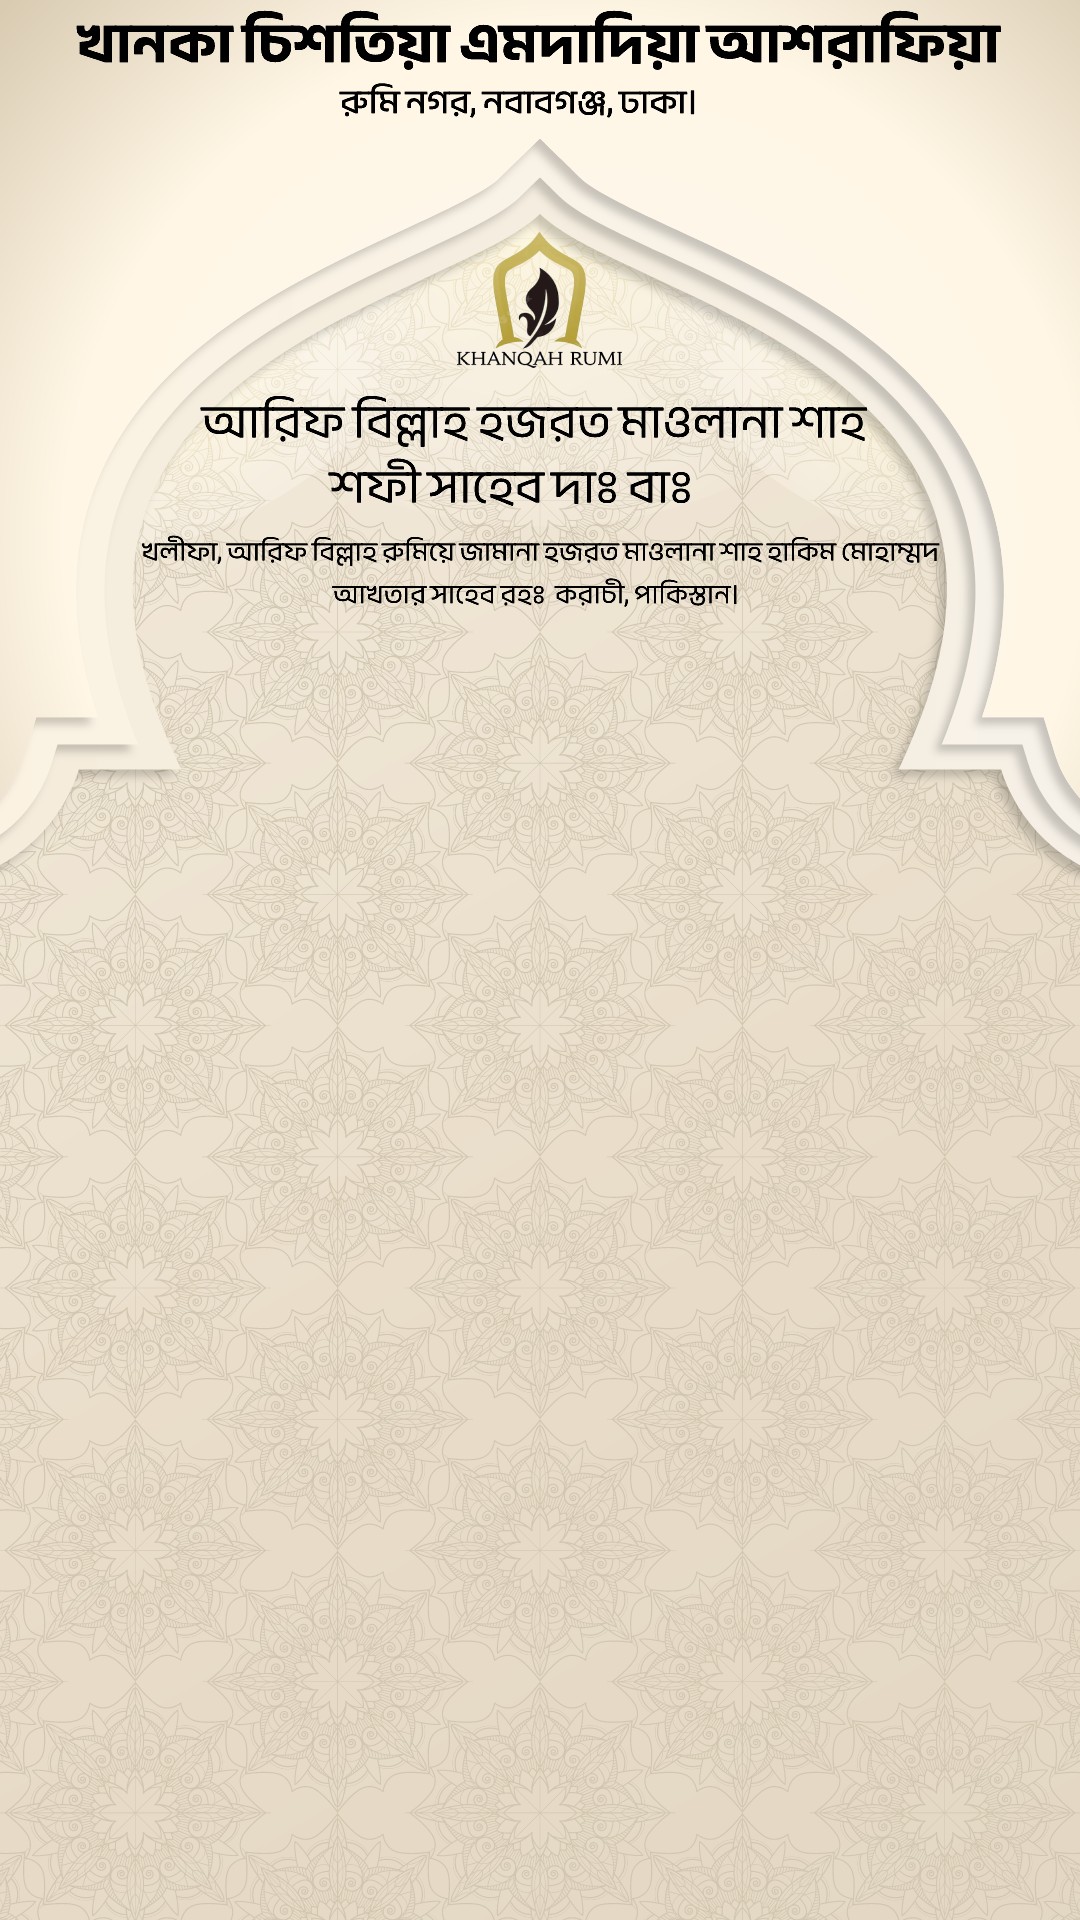 খানকা চিশতিয়া এমদাদিয়া আশরাফিয়া
রুমি নগর, নবাবগঞ্জ, ঢাকা।
KHANQAH RUMI
আরিফ বিল্লাহ হজরত মাওলানা শাহ
শফী সাহেব দাঃ বাঃ
খলীফা, আরিফ বিল্লাহ রুমিয়ে জামানা হজরত মাওলানা শাহ হাকিম মোহাম্মদ
আখতার সাহেব রহঃ করাচী, পাকিস্তান।